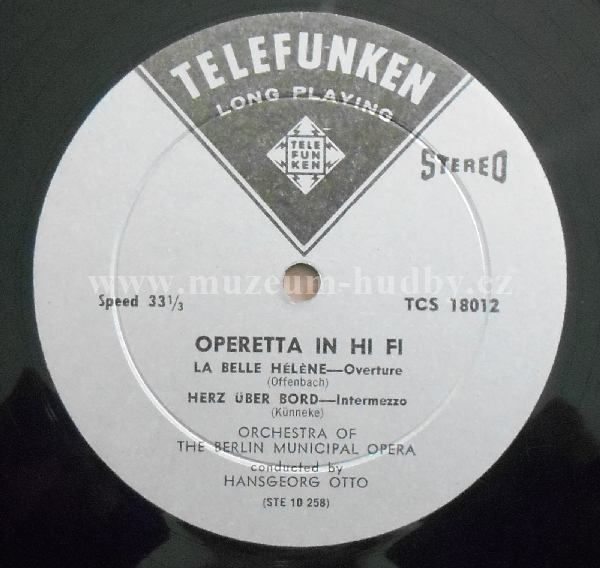 TELEFUNKEN
LONG PLAYING
TELE
FUN
KEN
STEREO
www.muzeum-hudby.cz
Speed 33 1/3
TCS 18012
OPERETTA IN HI FI
LA BELLE HÉLÈNE—Overture
(Offenbach)
HERZ ÜBER BORD—Intermezzo
(Künneke)
ORCHESTRA OF
THE BERLIN MUNICIPAL OPERA
conducted by
HANSGEORG OTTO
(STE 10 258)